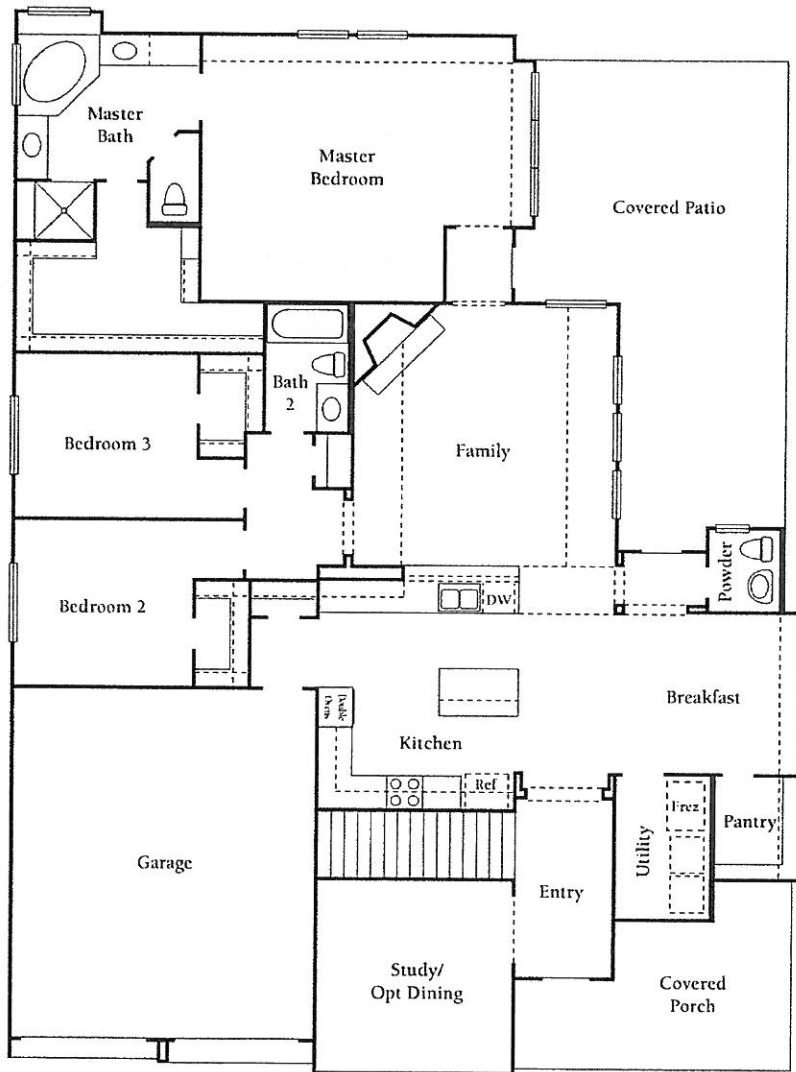 Master
Bath
Master
Bedroom
Covered Patio
Bath
2
Bedroom 3
Family
Powder
Bedroom 2
DW
Breakfast
Double
Ovens
Kitchen
Ref
Frez
Pantry
Utility
Garage
Entry
Study/
Opt Dining
Covered
Porch